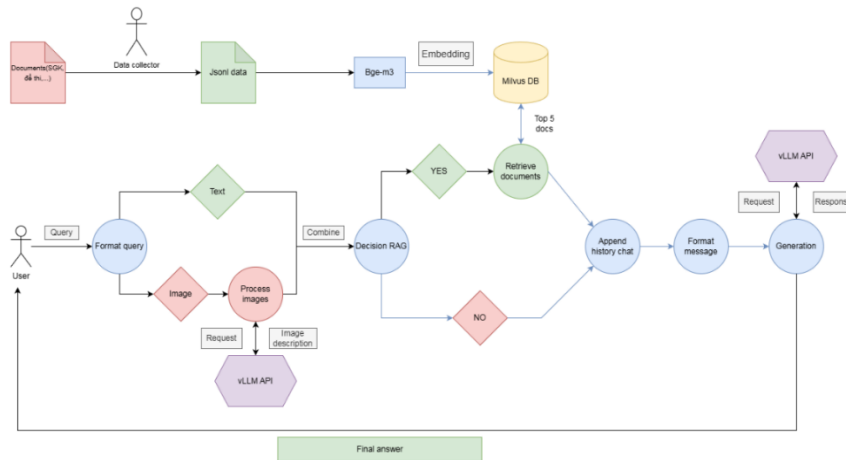 Documents(SGK,
đề thi,...)
Data collector
Jsonl data
Bge-m3
Embedding
Milvus DB
Top 5
docs
vLLM API
Text
YES
Retrieve
documents
Request
Respons
User
Query
Format query
Combine
Decision RAG
Append
history chat
Format
message
Generation
Image
Process
images
NO
Request
Image
description
vLLM API
Final answer